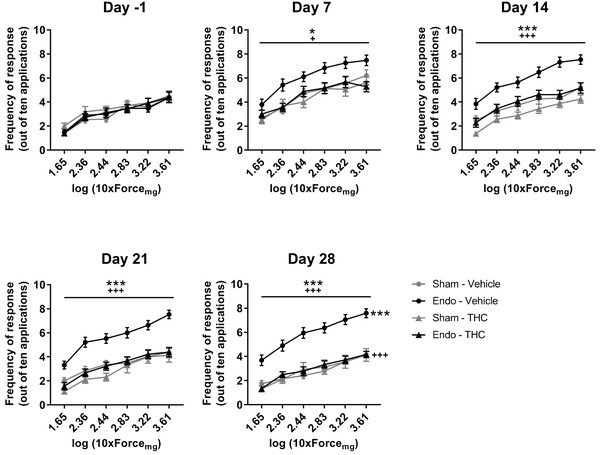 Day -1
Frequency of response
(out of ten applications)
10
8
6
4
2
0
1.65 2.36 2.44 2.83 3.22 3.61
log (10xForcemg)
Day 7
*
+
Frequency of response
(out of ten applications)
10
8
6
4
2
0
1.65 2.36 2.44 2.83 3.22 3.61
log (10xForcemg)
Day 14
***
+++
Frequency of response
(out of ten applications)
10
8
6
4
2
0
1.65 2.36 2.44 2.83 3.22 3.61
log (10xForcemg)
Day 21
***
+++
Frequency of response
(out of ten applications)
10
8
6
4
2
0
1.65 2.36 2.44 2.83 3.22 3.61
log (10xForcemg)
Day 28
***
+++
Frequency of response
(out of ten applications)
10
8
6
4
2
0
***
+++
1.65 2.36 2.44 2.83 3.22 3.61
log (10xForcemg)
Sham - Vehicle
Endo - Vehicle
Sham - THC
Endo - THC